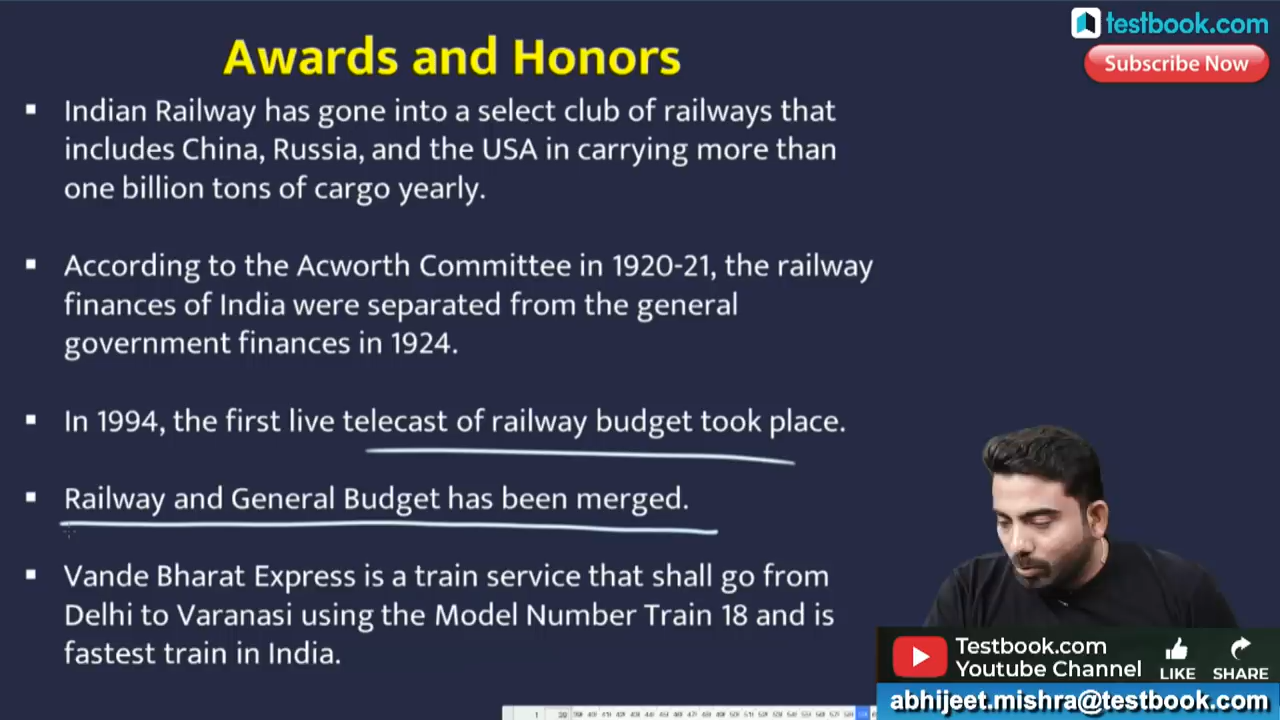 testbook.com
Awards and Honors
Subscribe Now
▪ Indian Railway has gone into a select club of railways that
includes China, Russia, and the USA in carrying more than
one billion tons of cargo yearly.
▪ According to the Acworth Committee in 1920-21, the railway
finances of India were separated from the general
government finances in 1924.
▪ In 1994, the first live telecast of railway budget took place.
▪ Railway and General Budget has been merged.
▪ Vande Bharat Express is a train service that shall go from
Delhi to Varanasi using the Model Number Train 18 and is
fastest train in India.
Testbook.com
Youtube Channel
LIKE
SHARE
abhijeet.mishra@testbook.com